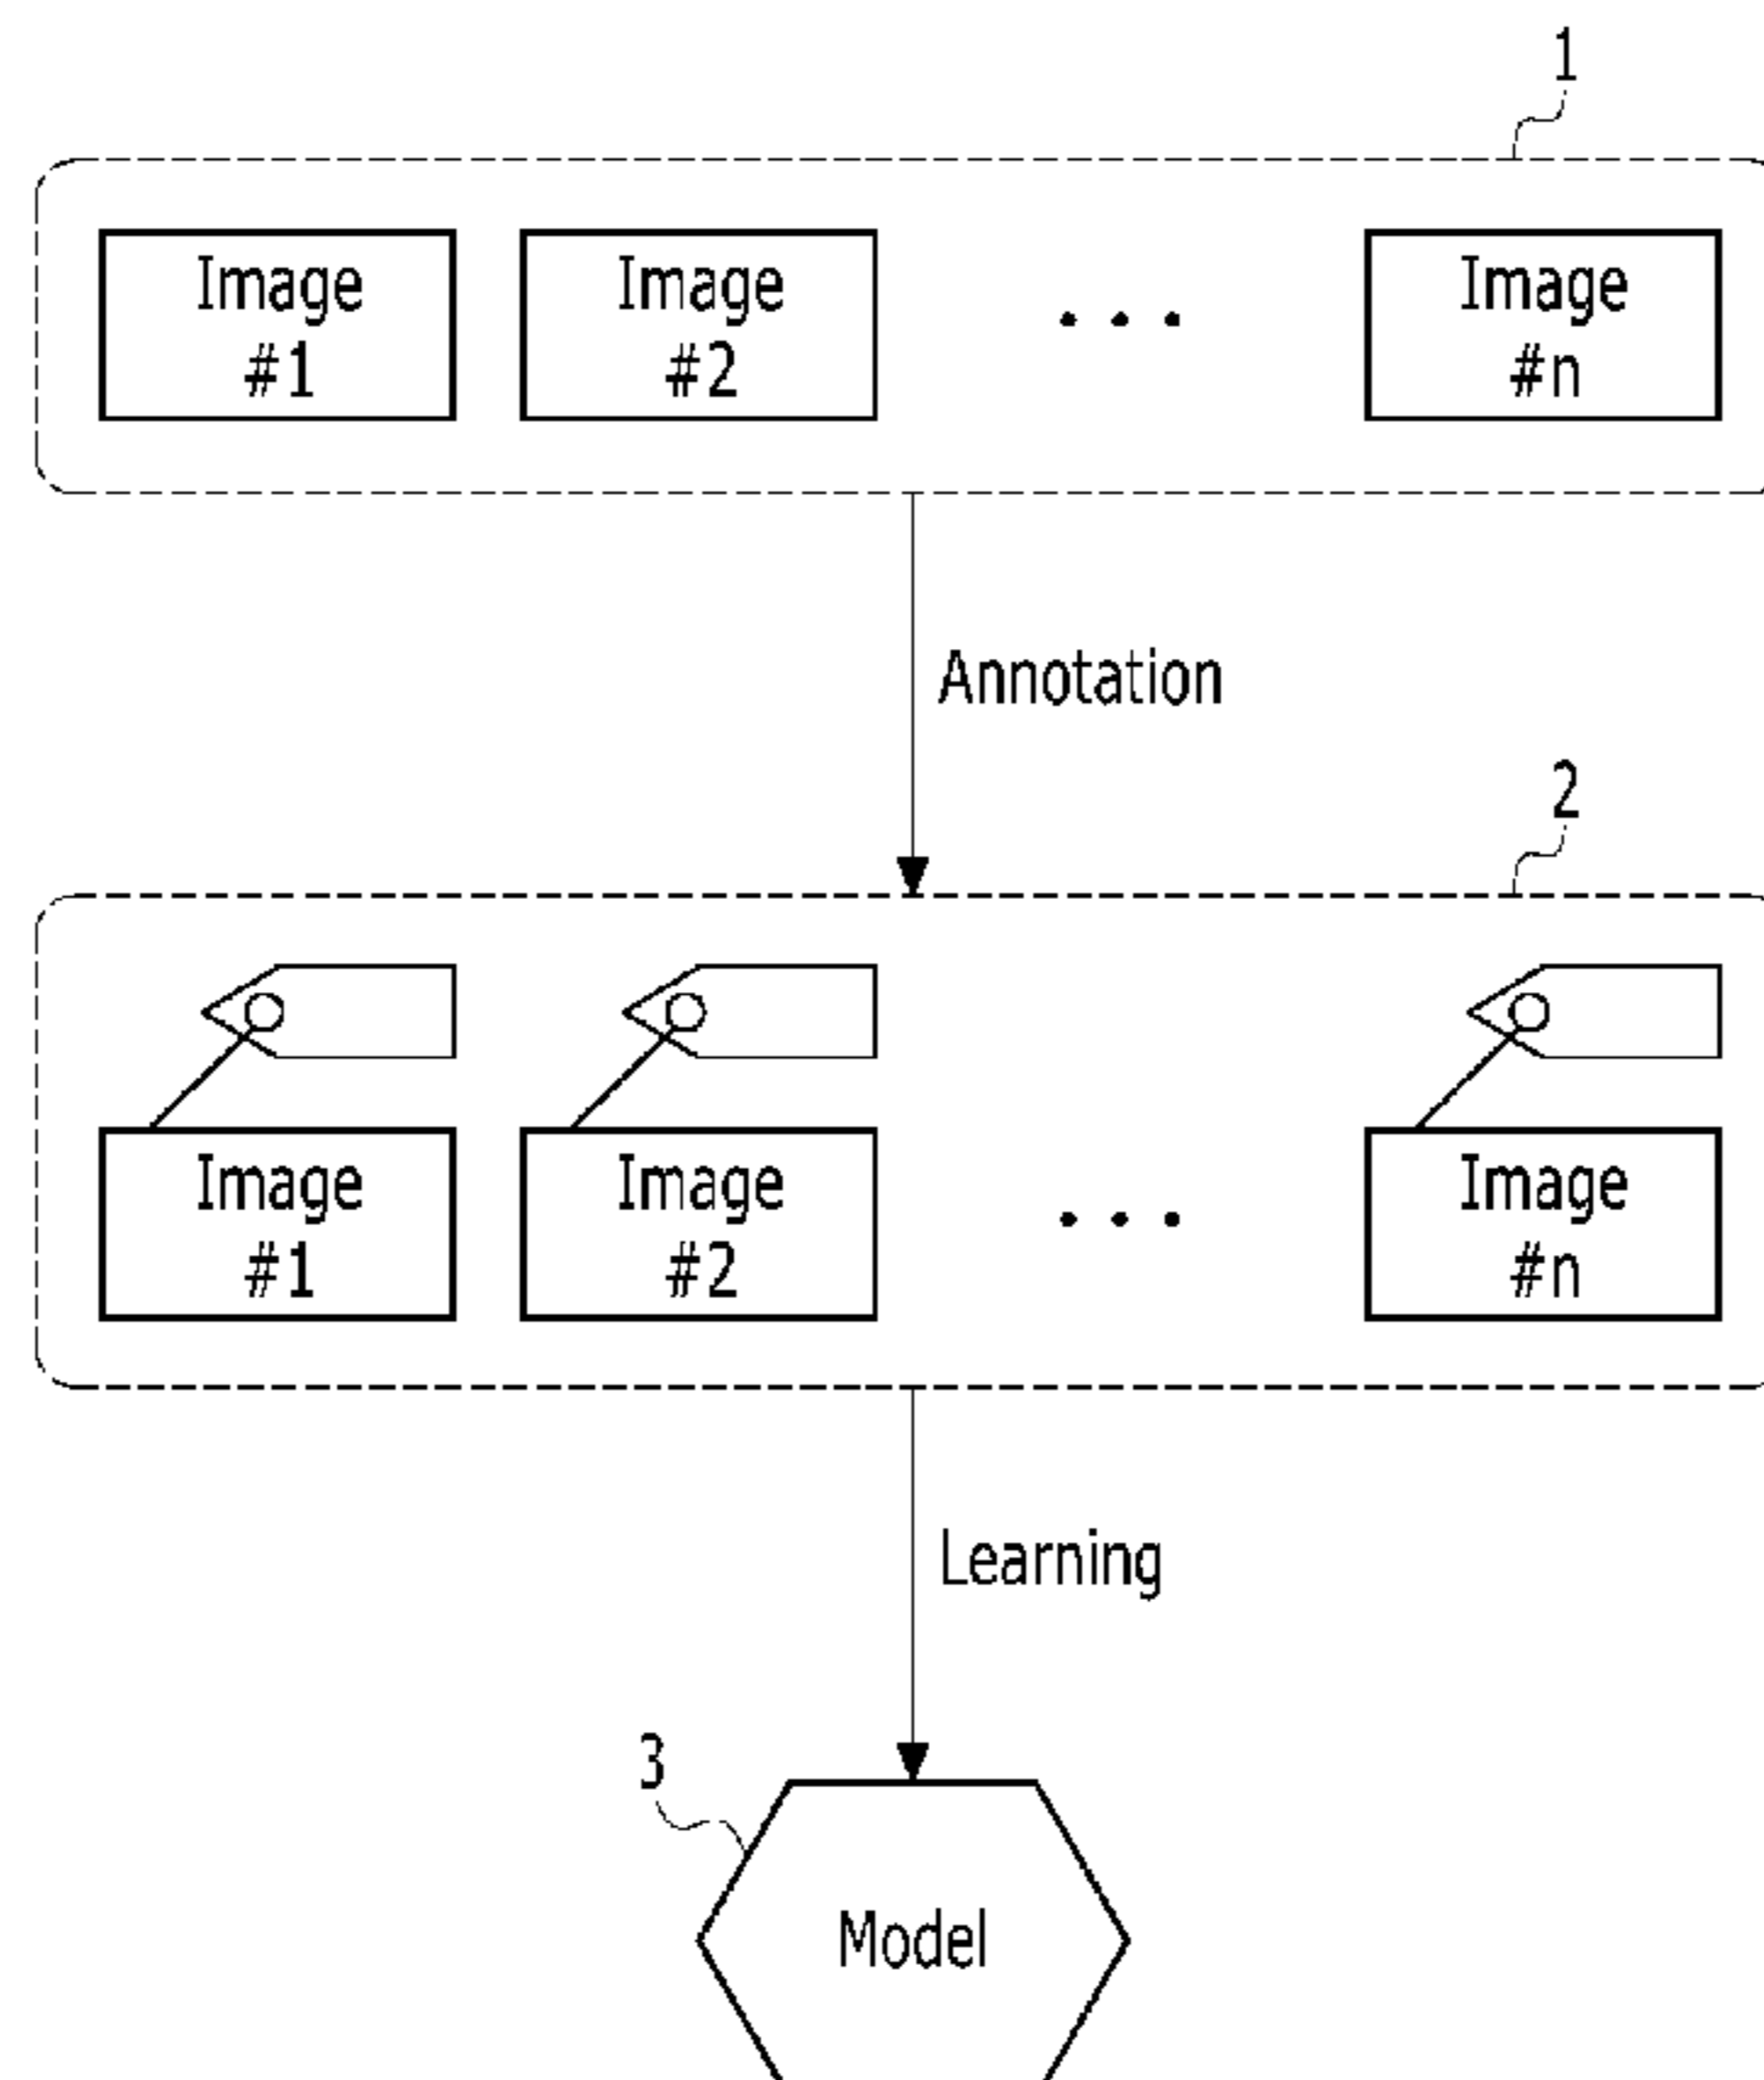 1
Image Image Image
#1 #2 • • • #n
Annotation
2
Image Image Image
#1 #2 • • • #n
Learning
3
Model